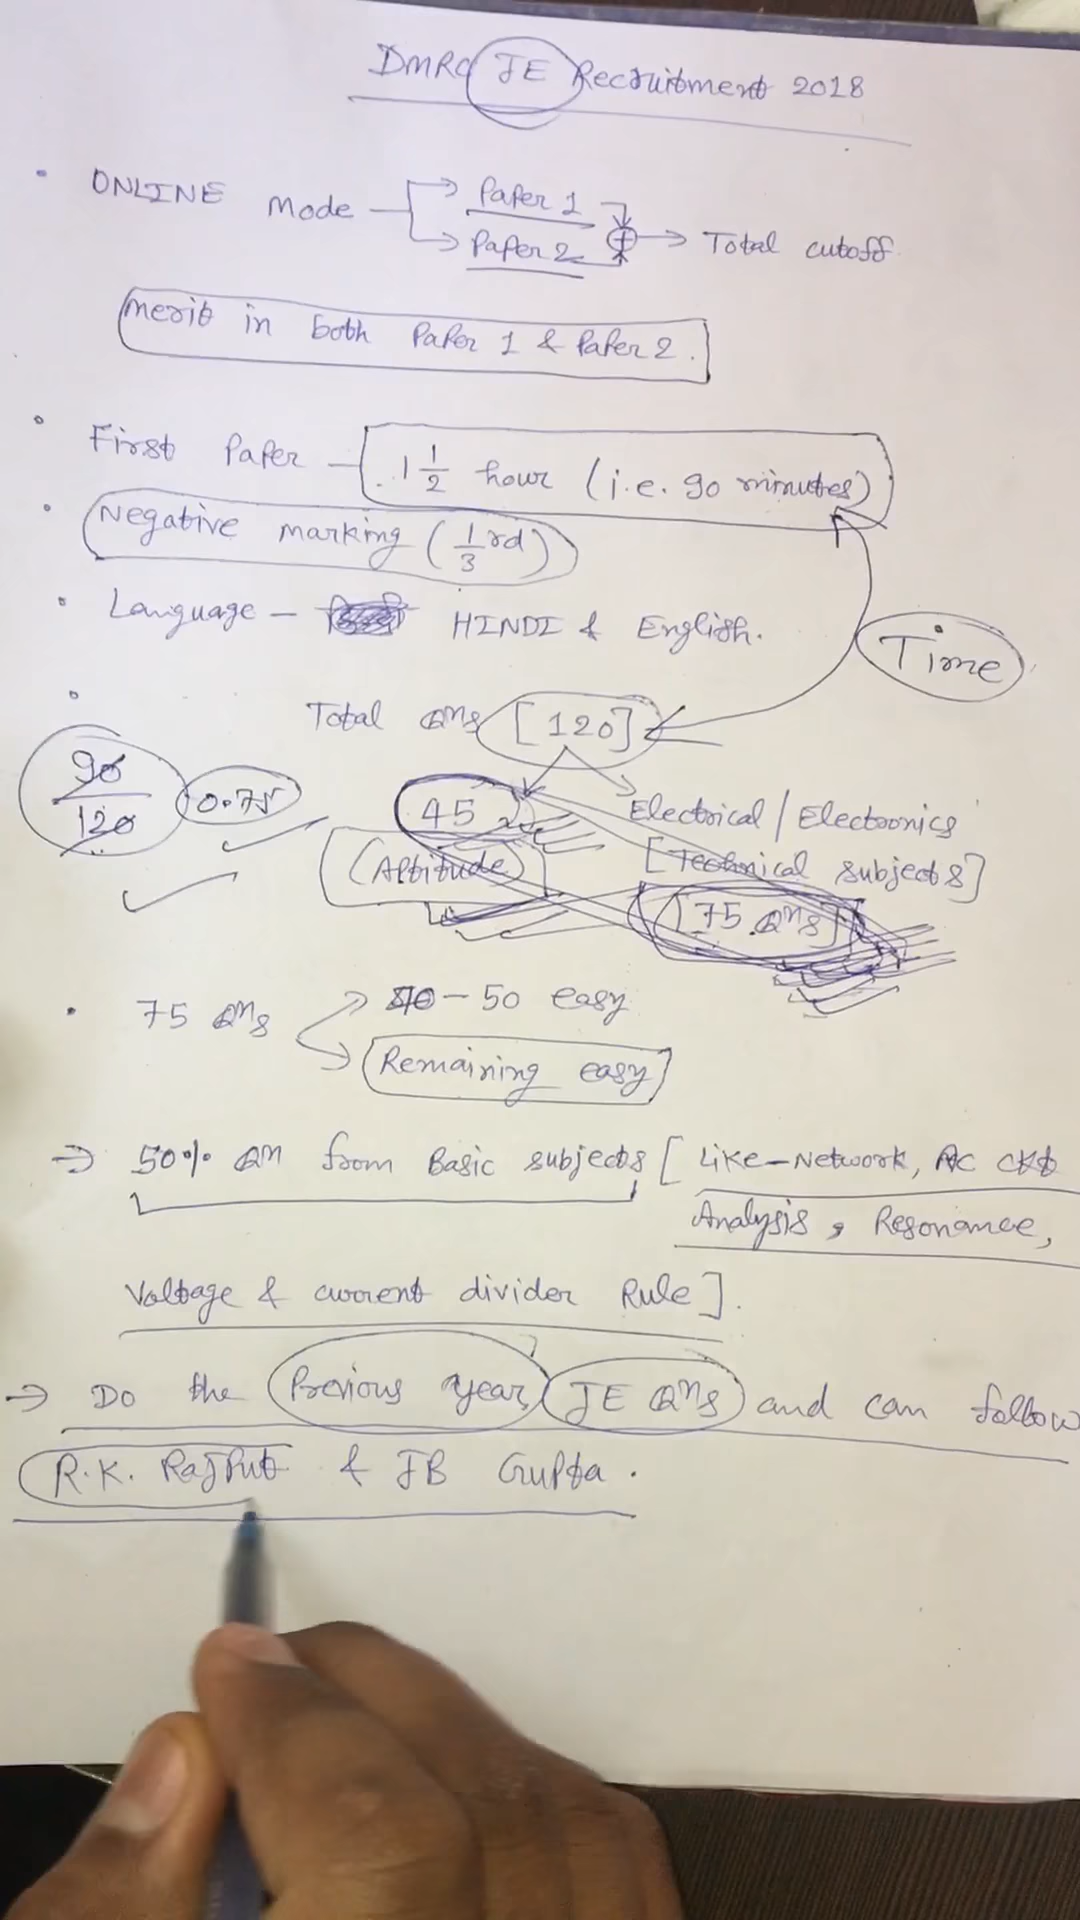 DMRC JE Recruitment 2018
ONLINE Mode Paper 1
Paper 2 + Total cutoff
merit in both Paper 1 & Paper 2.
First Paper - 1 1/2 hour (i.e. 90 minutes)
Negative marking (1/3 rd)
Language - HINDI & English.
Time
Total Qns [120]
90/120 0.75
45 Electrical / Electronics
(Aptitude) [Technical subjects]
[75 Qns]
75 Qns 40 - 50 easy
Remaining easy
→ 50% Qn from Basic subjects [Like-Network, AC ckt
Analysis, Resonance,
Voltage & current divider Rule].
→ Do the Previous year JE Qns and can follow
R.K. Rajput & JB Gupta.